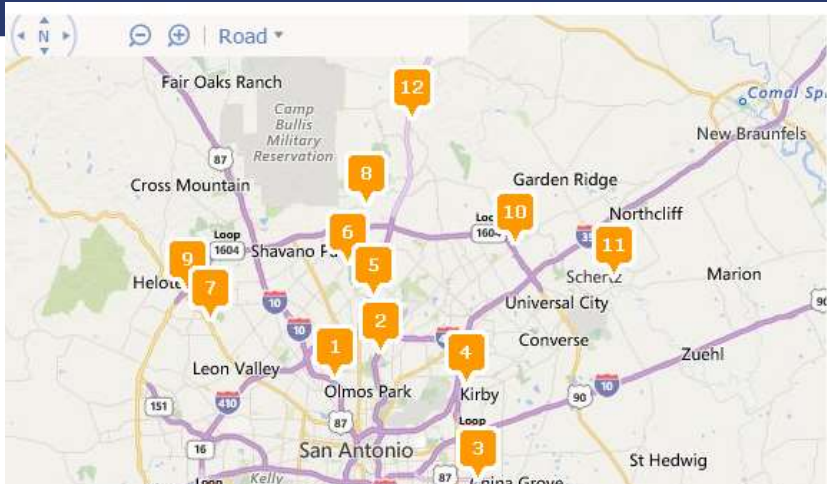 N
Road
12
Fair Oaks Ranch
Camp
Bullis
Military
Reservation
Comal
New Braunfels
87
8
Cross Mountain
Garden Ridge
10
Northcliff
Loop
1604
6
Shavano
1604
11
9
5
7
Schertz
Marion
10
Universal City
2
10
Converse
1
4
Zuehl
Leon Valley
10
Olmos Park
Kirby
90
151
410
87
Loop
16
San Antonio
3
St Hedwig
Kelly
87
Loop
Grove